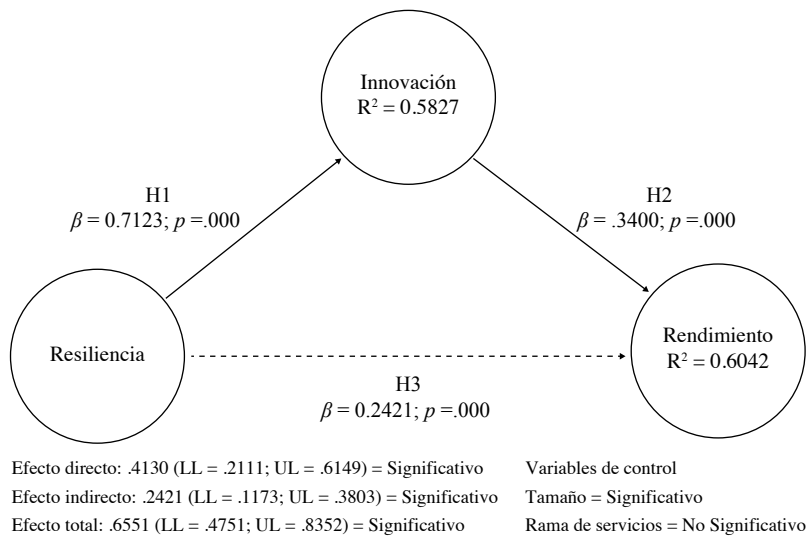 Innovación
R² = 0.5827
H1
β = 0.7123; p =.000
H2
β = .3400; p =.000
Resiliencia
Rendimiento
R² = 0.6042
H3
β = 0.2421; p =.000
Efecto directo: .4130 (LL = .2111; UL = .6149) = Significativo
Variables de control
Efecto indirecto: .2421 (LL = .1173; UL = .3803) = Significativo
Tamaño = Significativo
Efecto total: .6551 (LL = .4751; UL = .8352) = Significativo
Rama de servicios = No Significativo